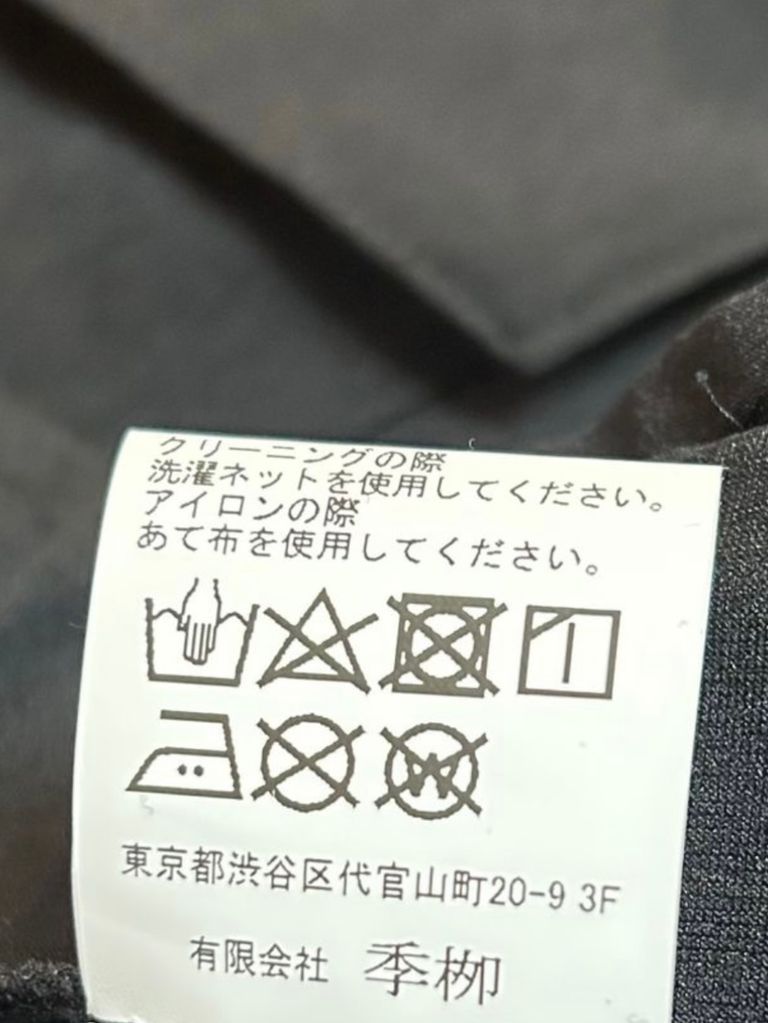 クリーニングの際
洗濯ネットを使用してください。
アイロンの際
あて布を使用してください。
W
東京都渋谷区代官山町20-9 3F
有限会社 季栁